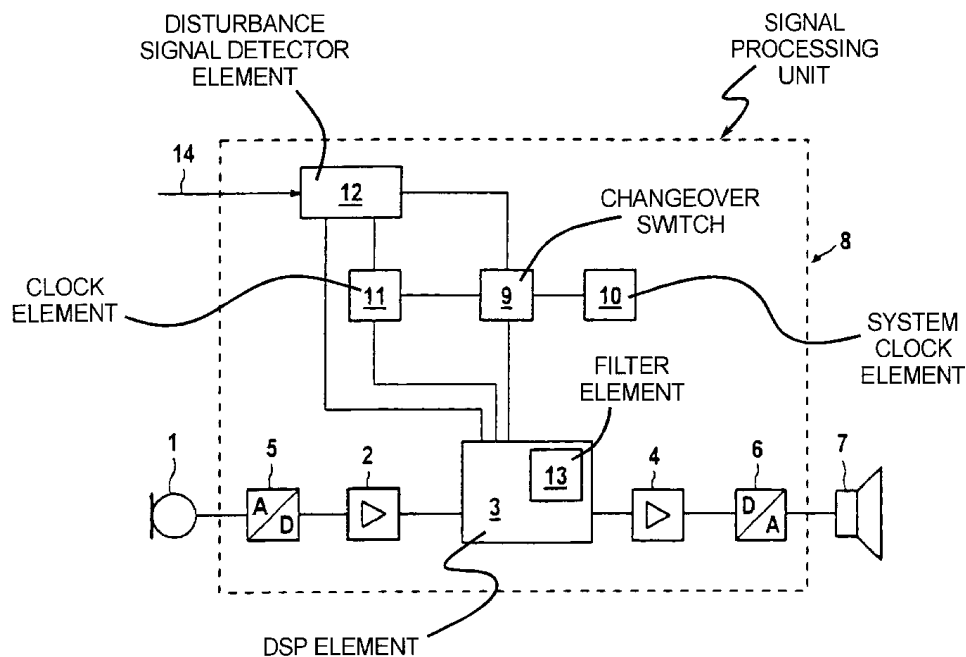 DISTURBANCE
SIGNAL DETECTOR
ELEMENT
SIGNAL
PROCESSING
UNIT
14
12
CHANGEOVER
SWITCH
8
CLOCK
ELEMENT
11
9
10
SYSTEM
CLOCK
ELEMENT
FILTER
ELEMENT
1
5
2
13
4
6
7
A
D
3
D
A
DSP ELEMENT